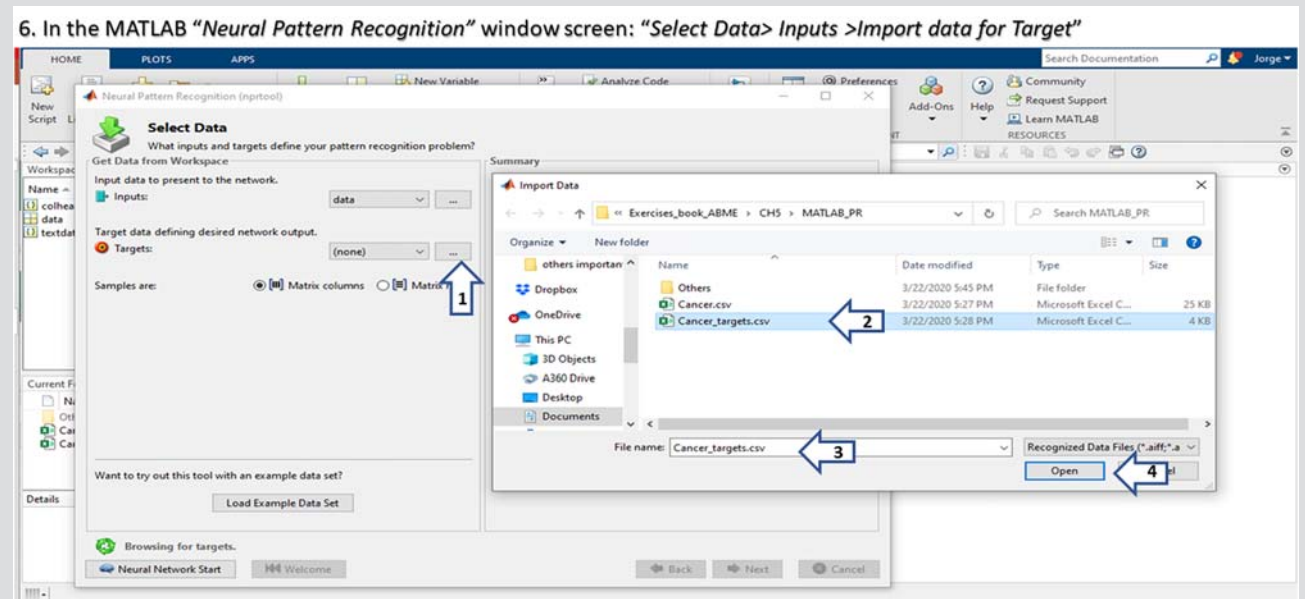 6. In the MATLAB “Neural Pattern Recognition” window screen: “Select Data> Inputs >Import data for Target”
HOME PLOTS APPS Search Documentation Jorge
New Variable Analyze Code Preferences Community
New Script Add-Ons Help Request Support
Learn MATLAB
RESOURCES
Neural Pattern Recognition (nprtool)
Select Data
What inputs and targets define your pattern recognition problem?
Get Data from Workspace
Input data to present to the network.
Inputs: data ...
Target data defining desired network output.
Targets: (none) ...
Samples are: Matrix columns Matrix
1
Want to try out this tool with an example data set?
Load Example Data Set
Browsing for targets.
Neural Network Start Welcome Back Next Cancel
Summary
Import Data
« Exercises_book_ABME › CH5 › MATLAB_PR Search MATLAB_PR
Organize New folder
others importan Name Date modified Type Size
Others 3/22/2020 5:45 PM File folder
Cancer.csv 3/22/2020 5:27 PM Microsoft Excel C... 25 KB
Cancer_targets.csv 2 3/22/2020 5:28 PM Microsoft Excel C... 4 KB
Dropbox
OneDrive
This PC
3D Objects
A360 Drive
Desktop
Documents
File name: Cancer_targets.csv 3 Recognized Data Files (*.aiff;*.a
Open 4
Workspac
Name
colhea
data
textdat
Current F
Details